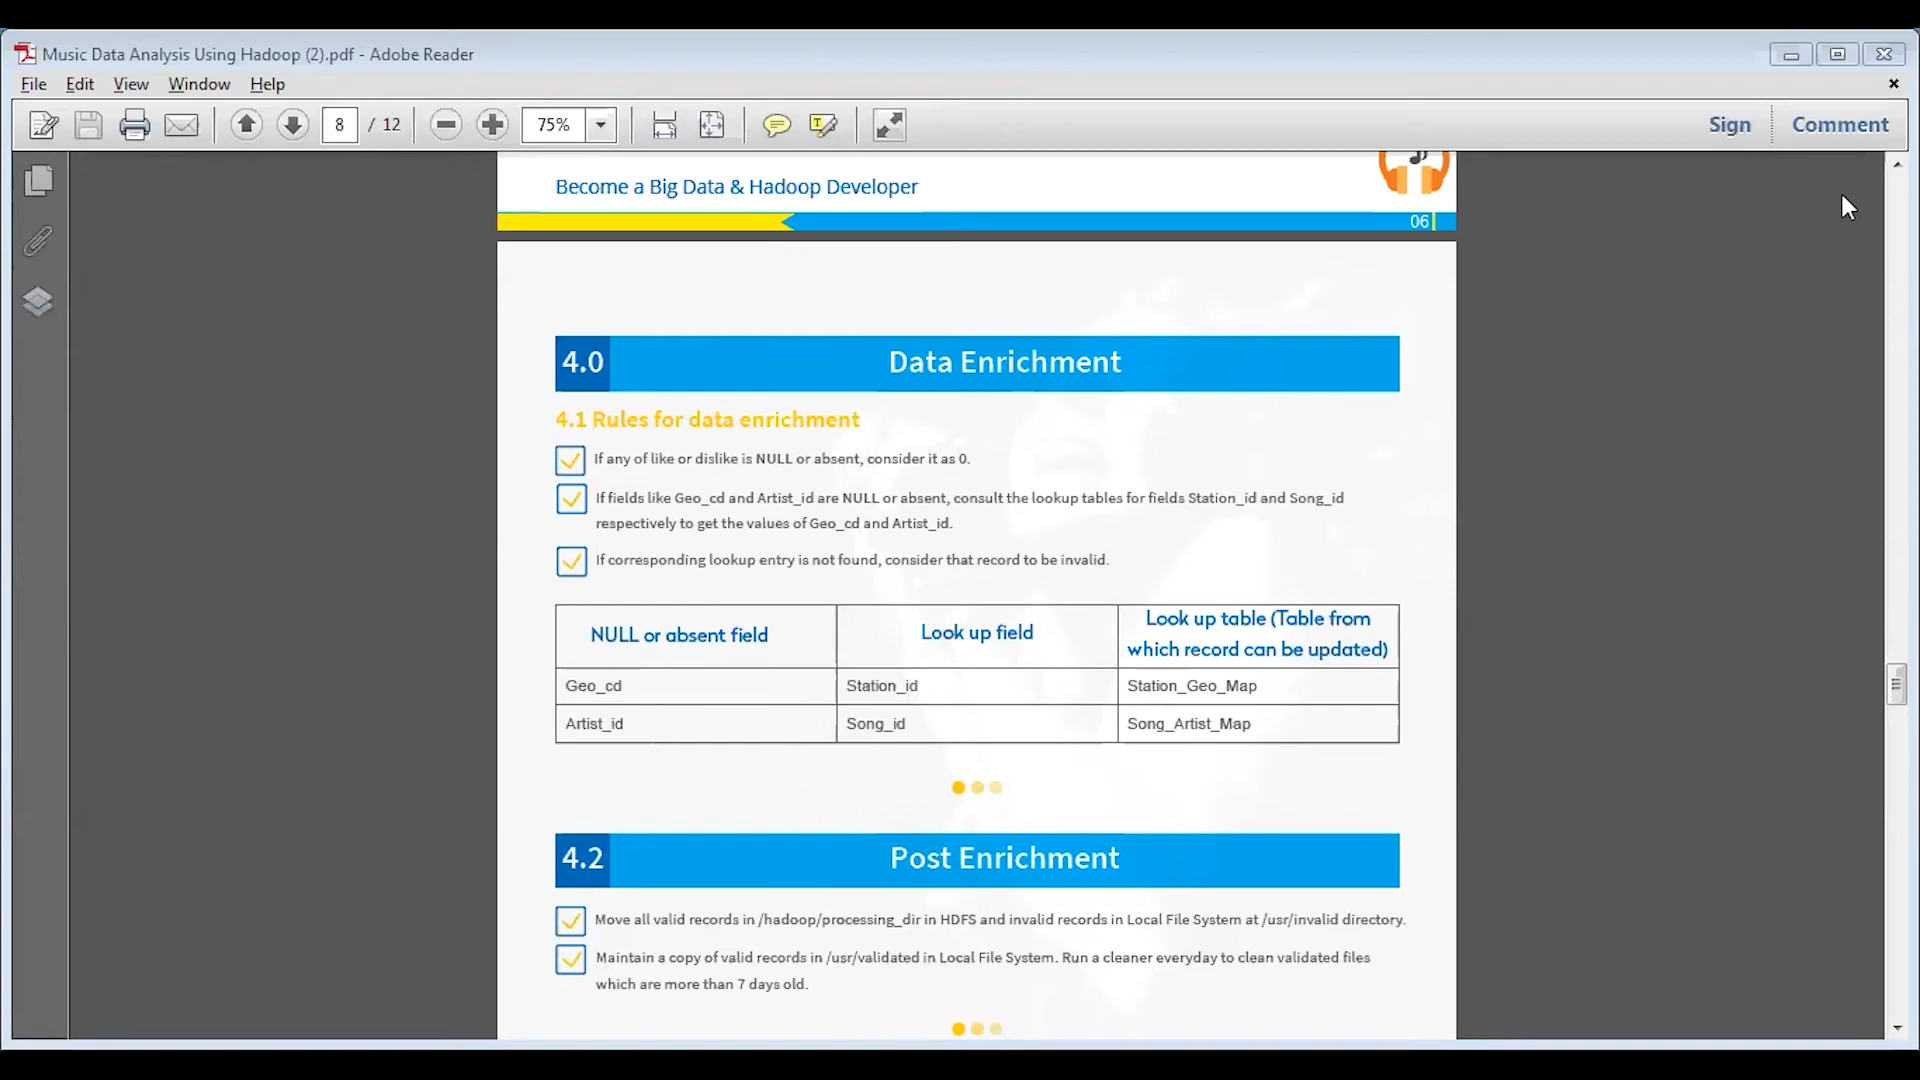 Music Data Analysis Using Hadoop (2).pdf - Adobe Reader
File Edit View Window Help
8 / 12 75% Sign Comment
Become a Big Data & Hadoop Developer
06
4.0 Data Enrichment
4.1 Rules for data enrichment
If any of like or dislike is NULL or absent, consider it as 0.
If fields like Geo_cd and Artist_id are NULL or absent, consult the lookup tables for fields Station_id and Song_id
respectively to get the values of Geo_cd and Artist_id.
If corresponding lookup entry is not found, consider that record to be invalid.
NULL or absent field Look up field Look up table (Table from
which record can be updated)
Geo_cd Station_id Station_Geo_Map
Artist_id Song_id Song_Artist_Map
4.2 Post Enrichment
Move all valid records in /hadoop/processing_dir in HDFS and invalid records in Local File System at /usr/invalid directory.
Maintain a copy of valid records in /usr/validated in Local File System. Run a cleaner everyday to clean validated files
which are more than 7 days old.